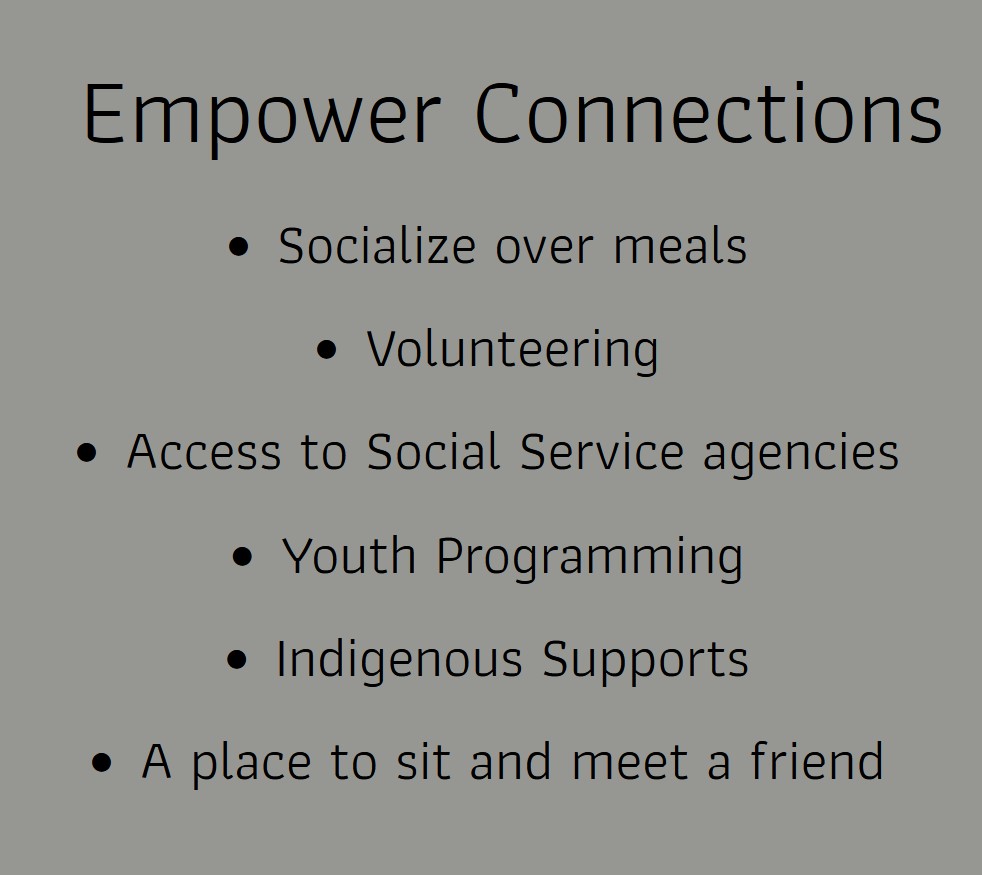 Empower Connections
• Socialize over meals
• Volunteering
• Access to Social Service agencies
• Youth Programming
• Indigenous Supports
• A place to sit and meet a friend